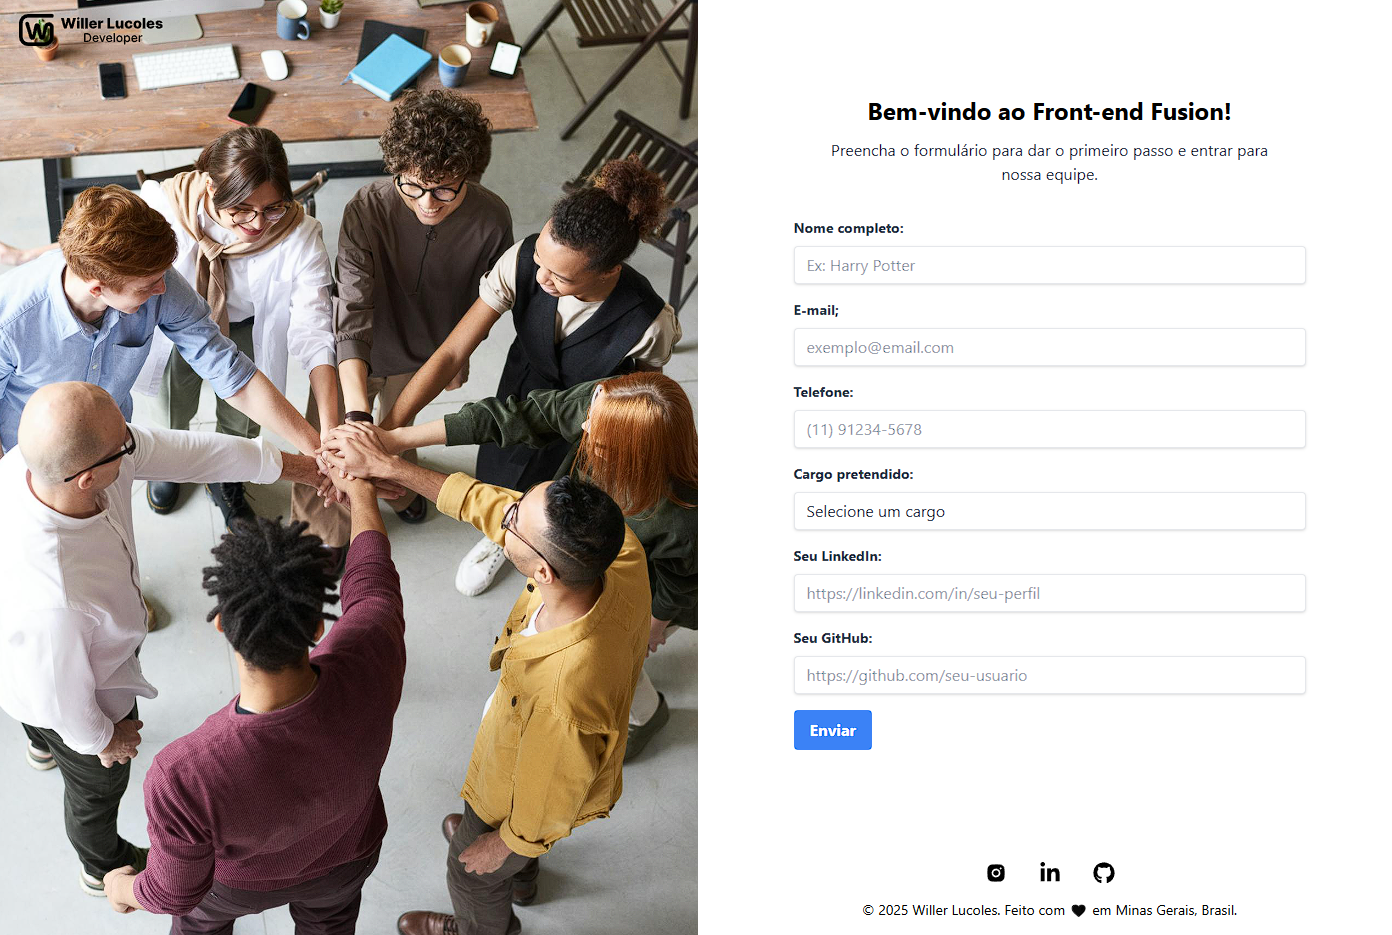 Willer Lucoles
Developer
Bem-vindo ao Front-end Fusion!
Preencha o formulário para dar o primeiro passo e entrar para
nossa equipe.
Nome completo:
Ex: Harry Potter
E-mail;
exemplo@email.com
Telefone:
(11) 91234-5678
Cargo pretendido:
Selecione um cargo
Seu LinkedIn:
https://linkedin.com/in/seu-perfil
Seu GitHub:
https://github.com/seu-usuario
Enviar
© 2025 Willer Lucoles. Feito com ♥ em Minas Gerais, Brasil.